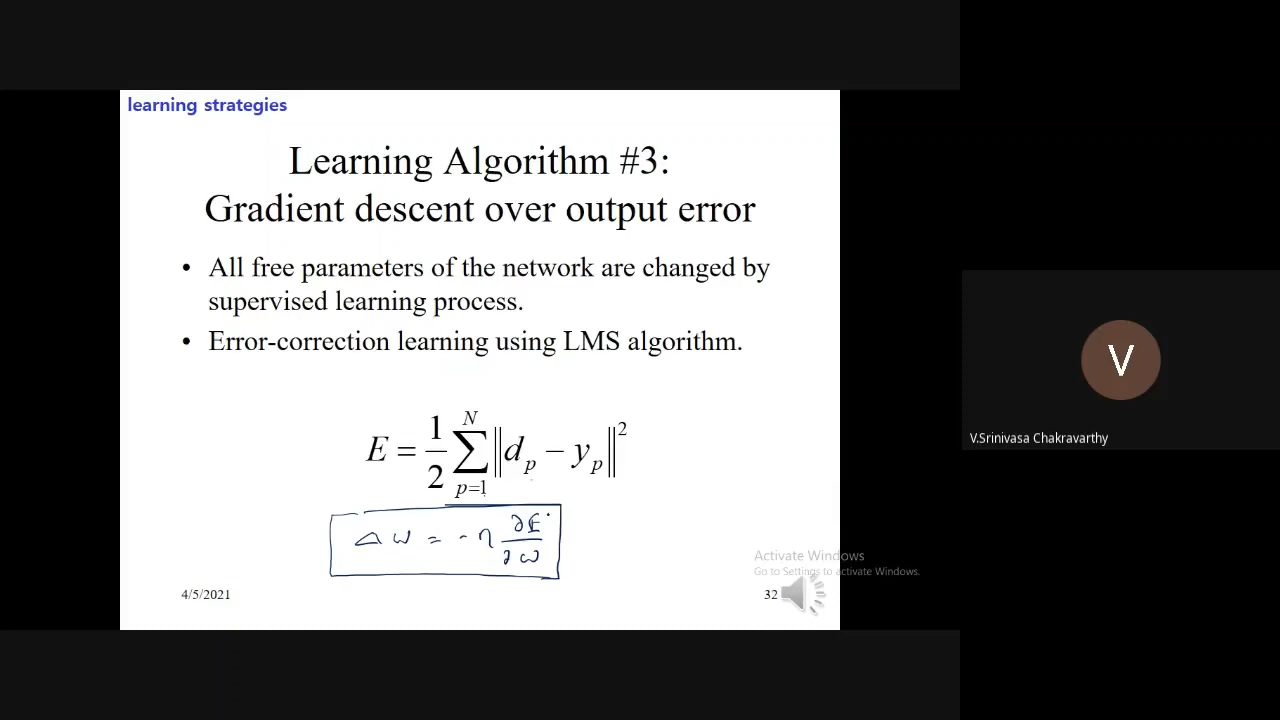 learning strategies
Learning Algorithm #3:
Gradient descent over output error
• All free parameters of the network are changed by
supervised learning process.
• Error-correction learning using LMS algorithm.
E = 1/2 ∑_{p=1}^{N} ‖d_p − y_p‖^2
Δw = -η ∂E/∂w
Activate Windows
Go to Settings to activate Windows.
4/5/2021
32
V
V.Srinivasa Chakravarthy